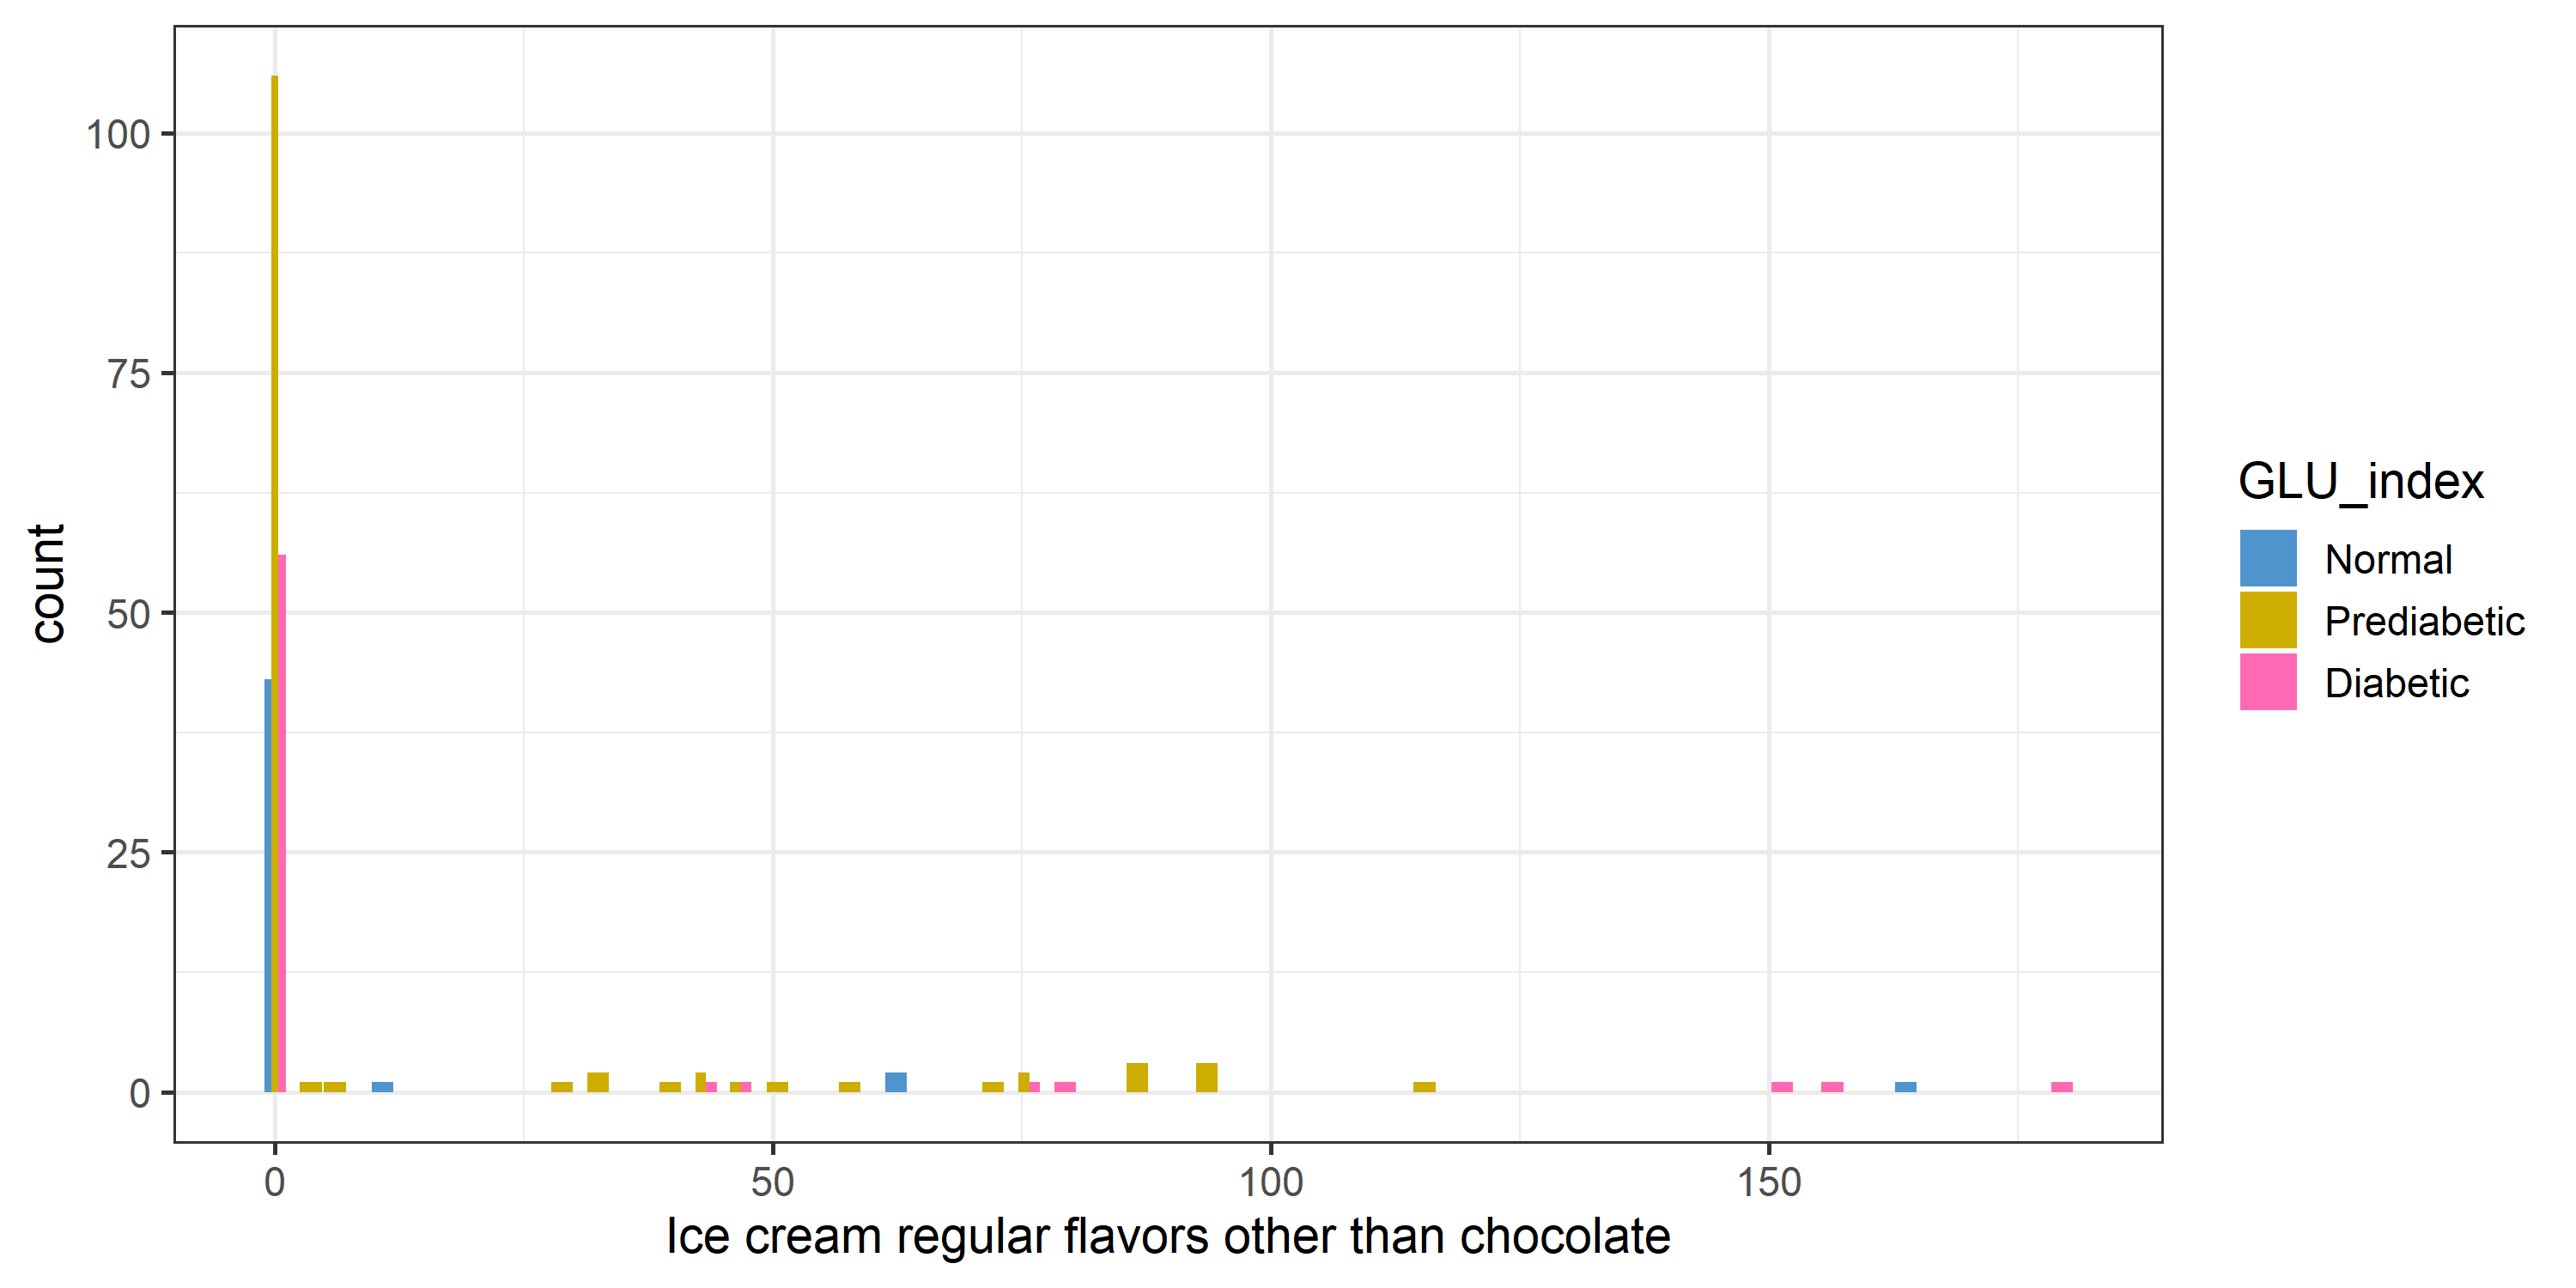 100
75
50
25
0
count
0 50 100 150
Ice cream regular flavors other than chocolate
GLU_index
Normal
Prediabetic
Diabetic